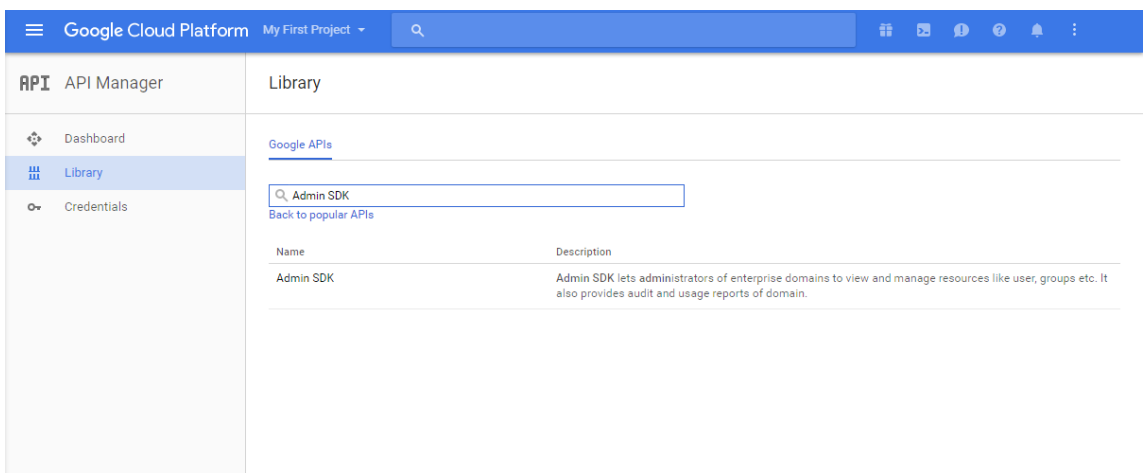 Google Cloud Platform My First Project
API API Manager
Library
Dashboard
Library
Credentials
Google APIs
Admin SDK
Back to popular APIs
Name Description
Admin SDK Admin SDK lets administrators of enterprise domains to view and manage resources like user, groups etc. It
also provides audit and usage reports of domain.